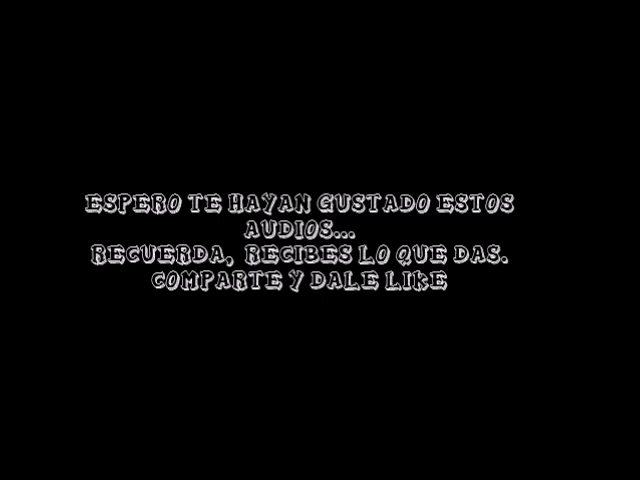 ESPERO TE HAYAN GUSTADO ESTOS
AUDIOS...
RECUERDA, RECIBES LO QUE DAS.
COMPARTE Y DALE LIKE